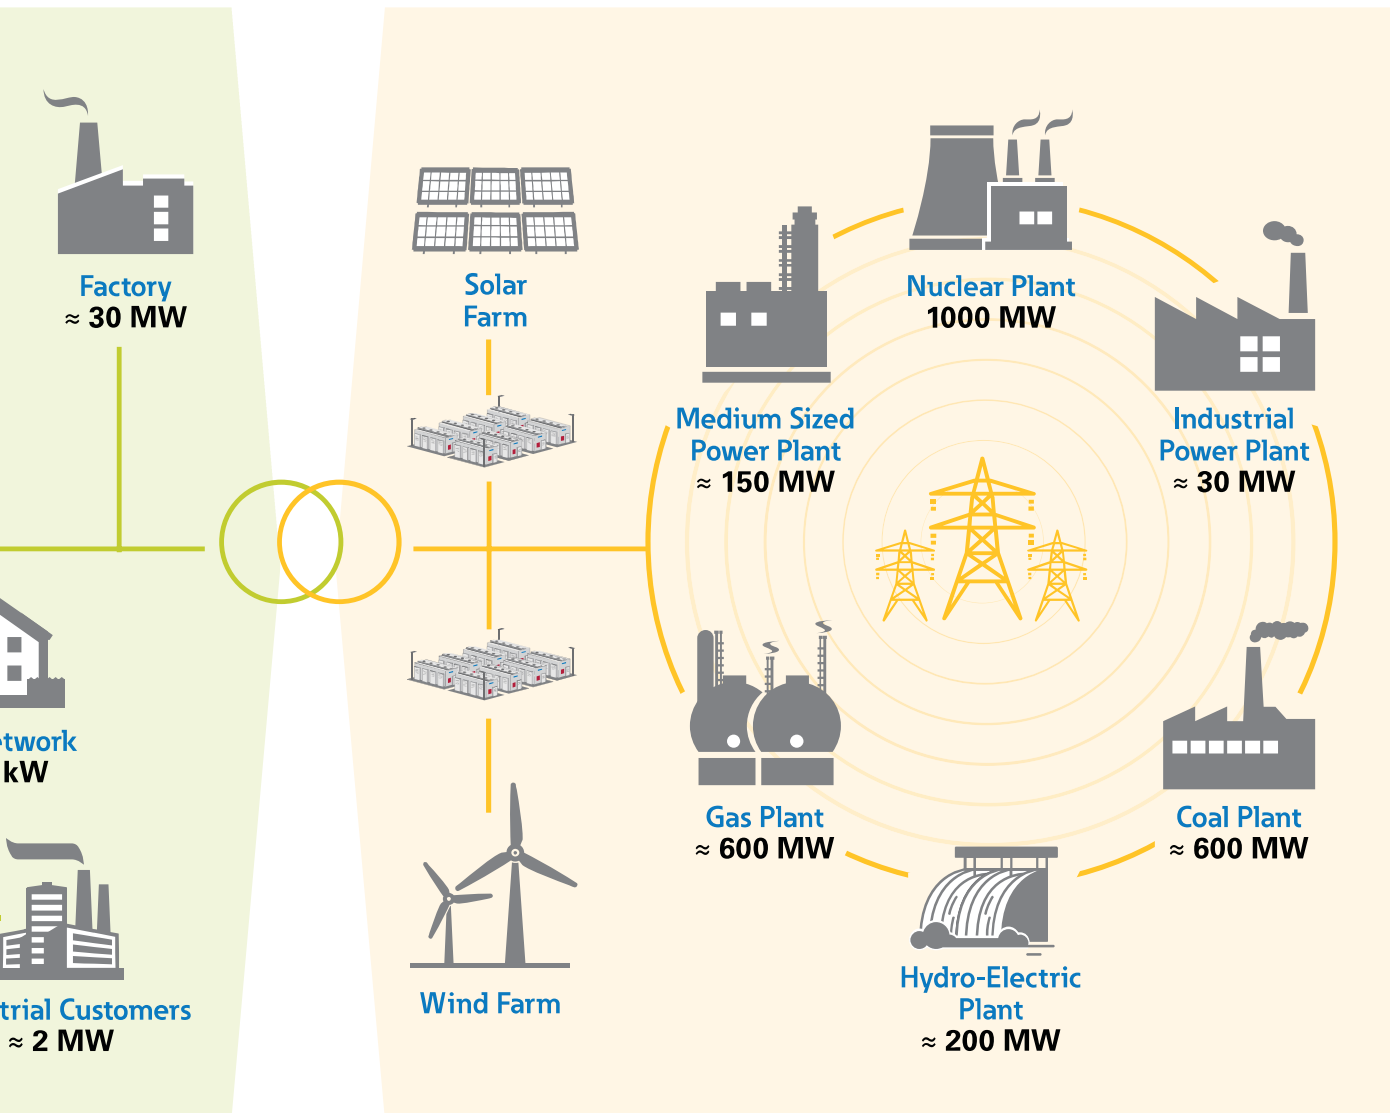 Factory
≈ 30 MW
etwork
kW
trial Customers
≈ 2 MW
Solar
Farm
Wind Farm
Medium Sized
Power Plant
≈ 150 MW
Nuclear Plant
1000 MW
Industrial
Power Plant
≈ 30 MW
Gas Plant
≈ 600 MW
Coal Plant
≈ 600 MW
Hydro-Electric
Plant
≈ 200 MW